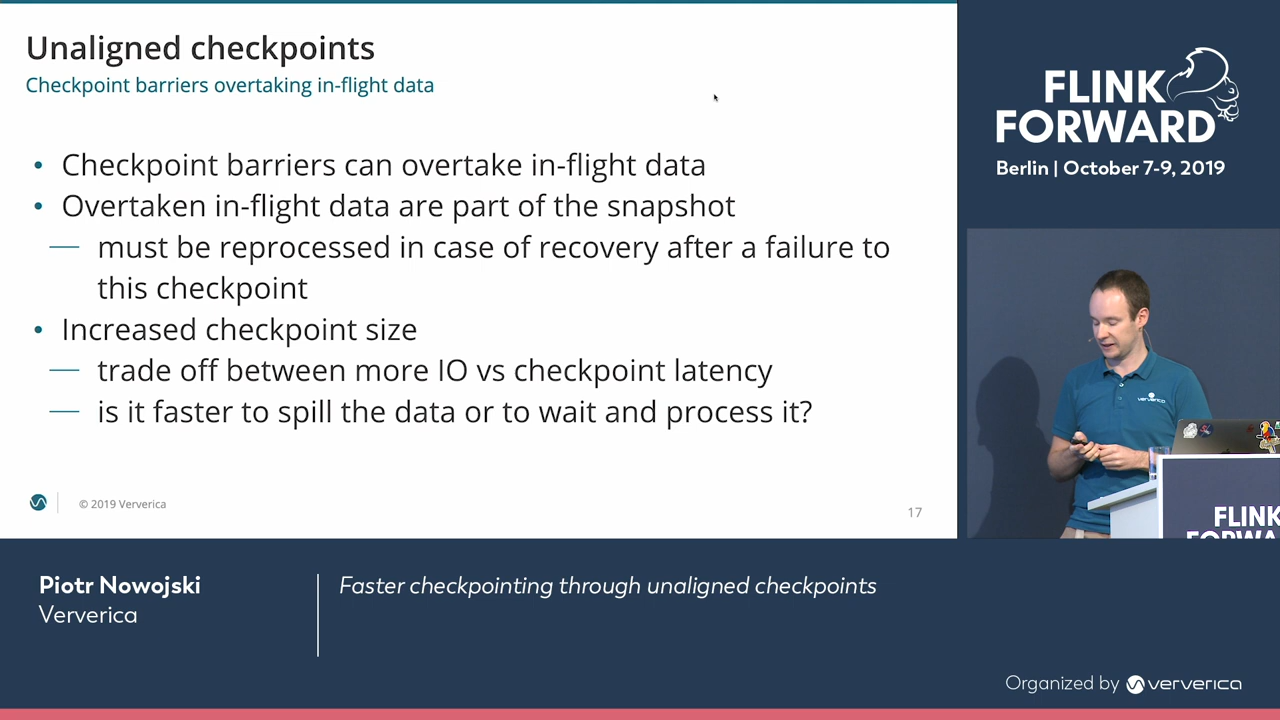 Unaligned checkpoints
Checkpoint barriers overtaking in-flight data
• Checkpoint barriers can overtake in-flight data
• Overtaken in-flight data are part of the snapshot
— must be reprocessed in case of recovery after a failure to
this checkpoint
• Increased checkpoint size
— trade off between more IO vs checkpoint latency
— is it faster to spill the data or to wait and process it?
© 2019 Ververica
17
FLINK
FORWARD
Berlin | October 7-9, 2019
ververica
FLINK
FORWA
Piotr Nowojski
Ververica
Faster checkpointing through unaligned checkpoints
Organized by ververica